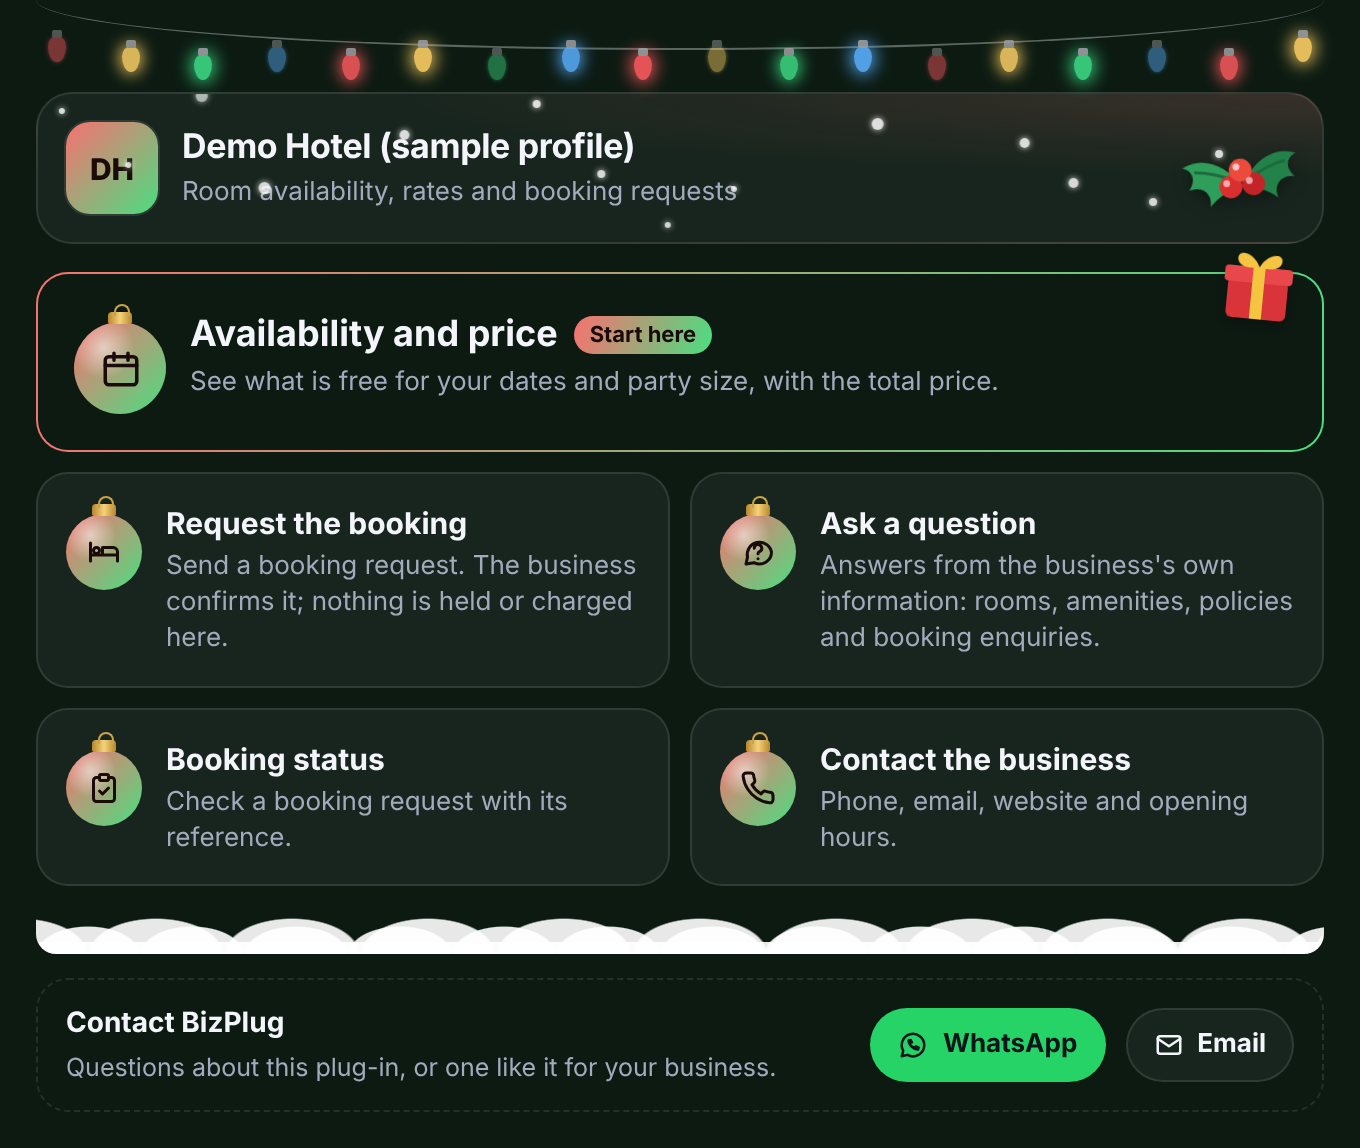 DH
Demo Hotel (sample profile)
Room availability, rates and booking requests
Availability and price
Start here
See what is free for your dates and party size, with the total price.
Request the booking
Send a booking request. The business
confirms it; nothing is held or charged
here.
Ask a question
Answers from the business's own
information: rooms, amenities, policies
and booking enquiries.
Booking status
Check a booking request with its
reference.
Contact the business
Phone, email, website and opening
hours.
Contact BizPlug
Questions about this plug-in, or one like it for your business.
WhatsApp
Email